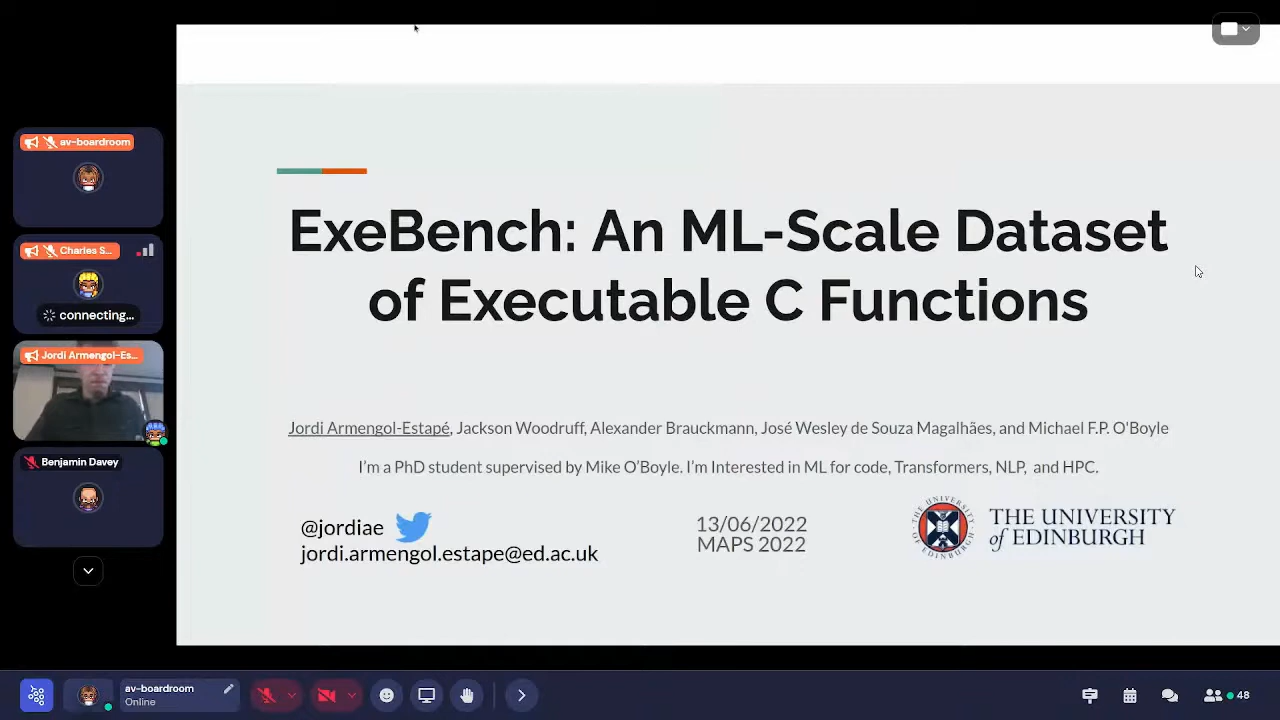 av-boardroom
Charles S...
connecting...
Jordi Armengol-Es...
Benjamin Davey
ExeBench: An ML-Scale Dataset
of Executable C Functions
Jordi Armengol-Estapé, Jackson Woodruff, Alexander Brauckmann, José Wesley de Souza Magalhães, and Michael F.P. O'Boyle
I'm a PhD student supervised by Mike O'Boyle. I'm Interested in ML for code, Transformers, NLP, and HPC.
@jordiae
jordi.armengol.estape@ed.ac.uk
13/06/2022
MAPS 2022
THE UNIVERSITY
of EDINBURGH
av-boardroom
Online
48